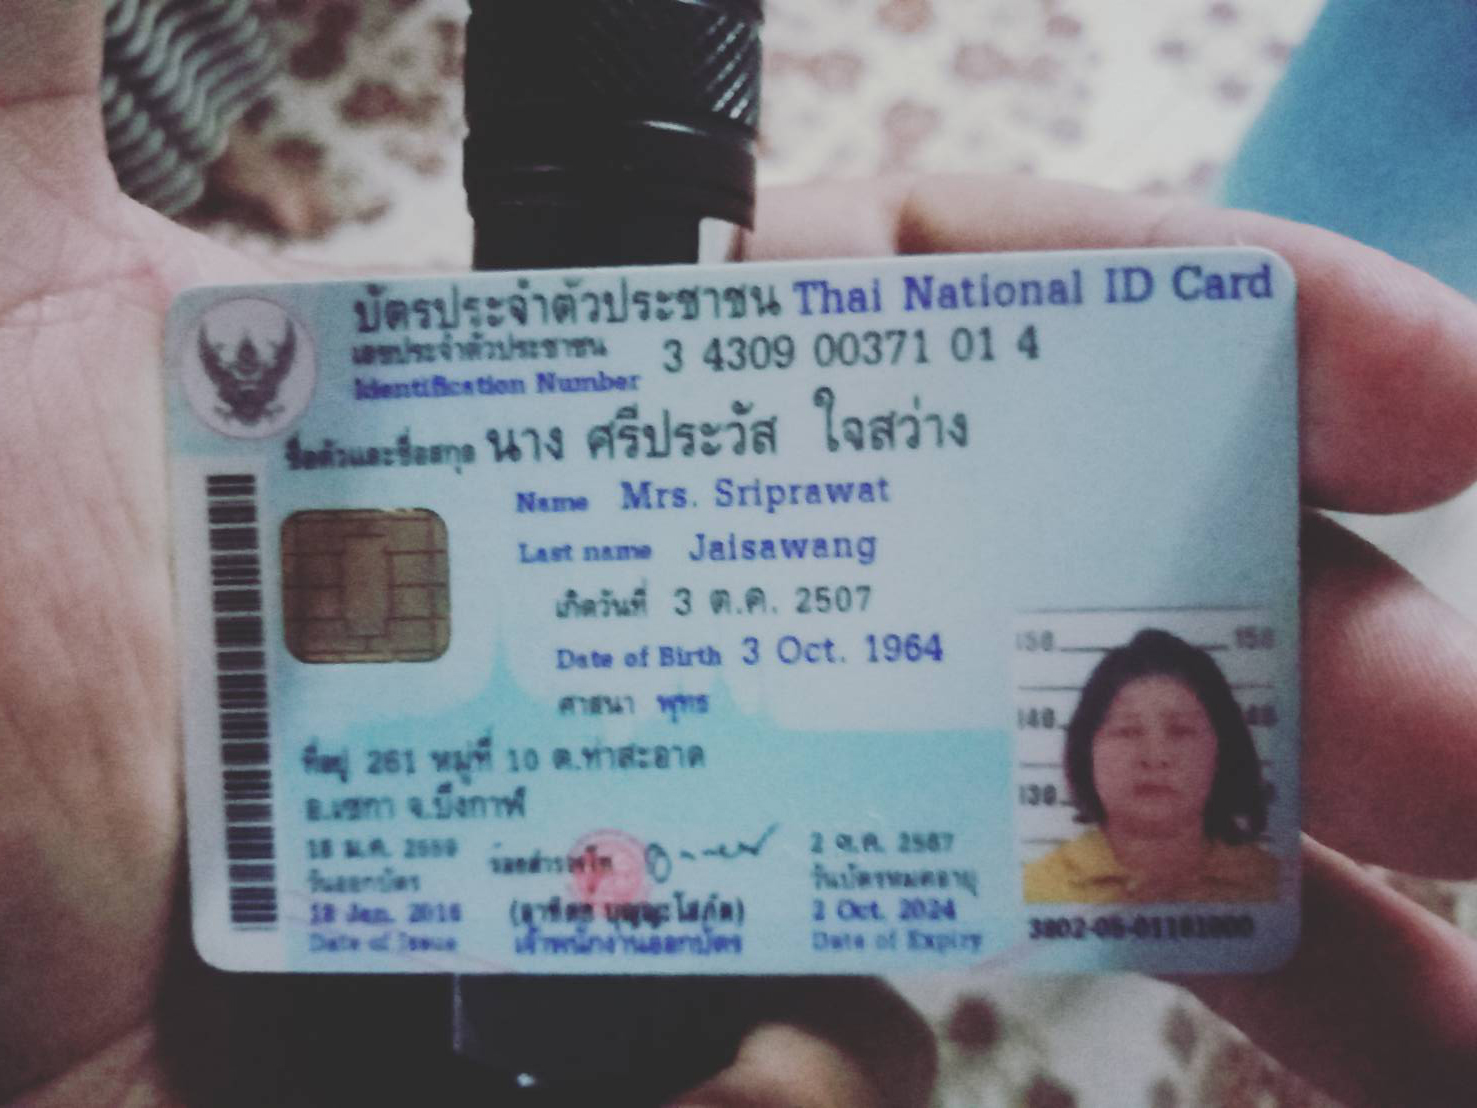 บัตรประจำตัวประชาชน Thai National ID Card
เลขประจำตัวประชาชน
Identification Number 3 4309 00371 01 4
ชื่อตัวและชื่อสกุล นาง ศรีประวัส ใจสว่าง
Name Mrs. Sriprawat
Last name Jaisawang
เกิดวันที่ 3 ต.ค. 2507
Date of Birth 3 Oct. 1964
ศาสนา พุทธ
ที่อยู่ 261 หมู่ที่ 10 ต.ท่าสะอาด
อ.เซกา จ.บึงกาฬ
18 ม.ค. 2559
วันออกบัตร
18 Jan. 2016
Date of Issue
เจ้าพนักงานออกบัตร
2 ต.ค. 2567
วันบัตรหมดอายุ
2 Oct. 2024
Date of Expiry
150 150
140
130